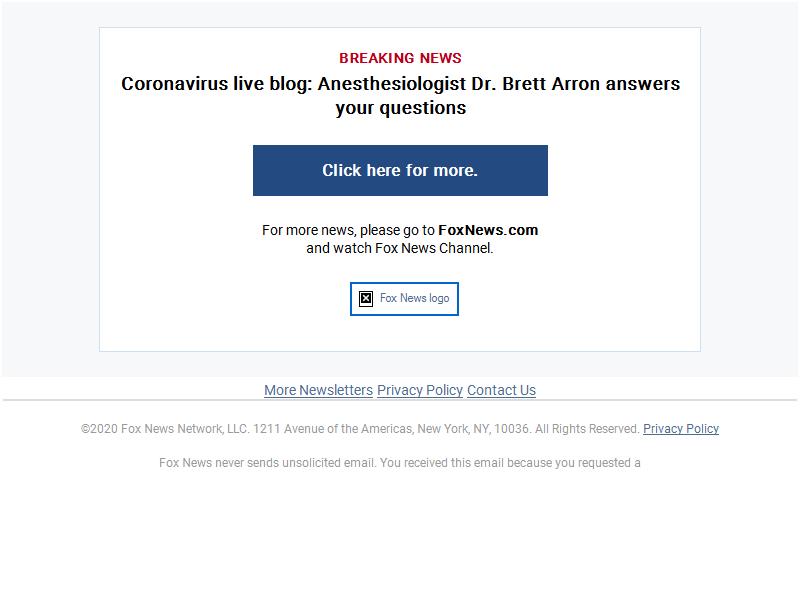 BREAKING NEWS
Coronavirus live blog: Anesthesiologist Dr. Brett Arron answers
your questions
Click here for more.
For more news, please go to FoxNews.com
and watch Fox News Channel.
Fox News logo
More Newsletters Privacy Policy Contact Us
©2020 Fox News Network, LLC. 1211 Avenue of the Americas, New York, NY, 10036. All Rights Reserved. Privacy Policy
Fox News never sends unsolicited email. You received this email because you requested a